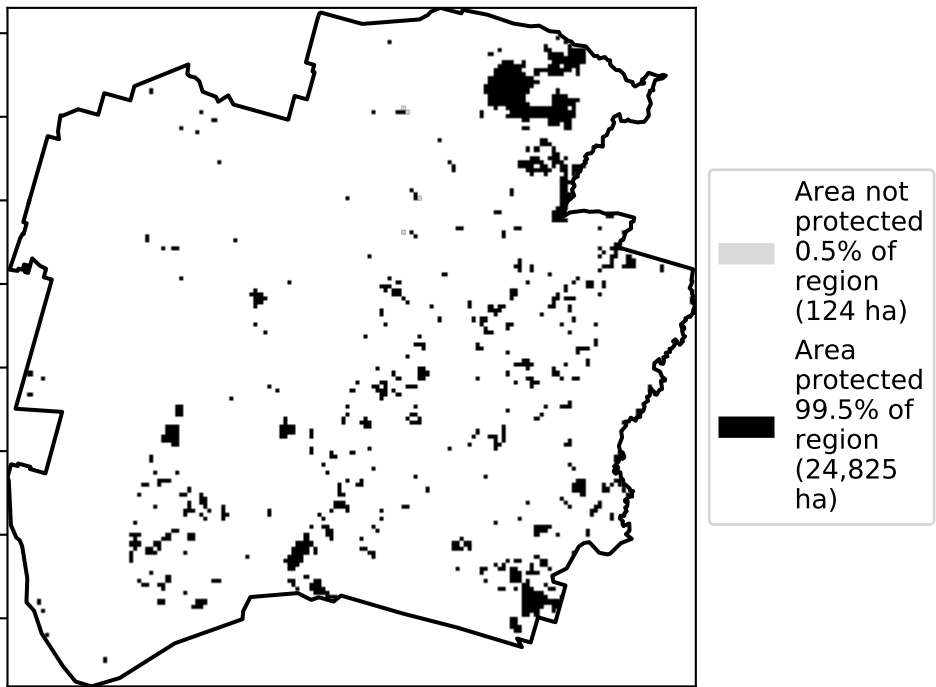 Area not
protected
0.5% of
region
(124 ha)
Area
protected
99.5% of
region
(24,825
ha)